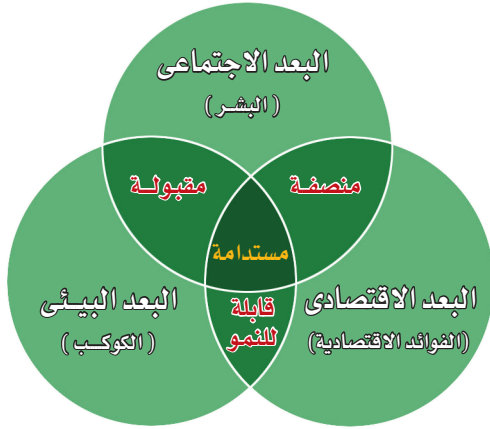 البعد الاجتماعى
(البشر)
منصفة
مقبولة
مستدامة
البعد الاقتصادى
(الفوائد الاقتصادية)
البعد البيئى
(الكوكب)
قابلة
للنمو